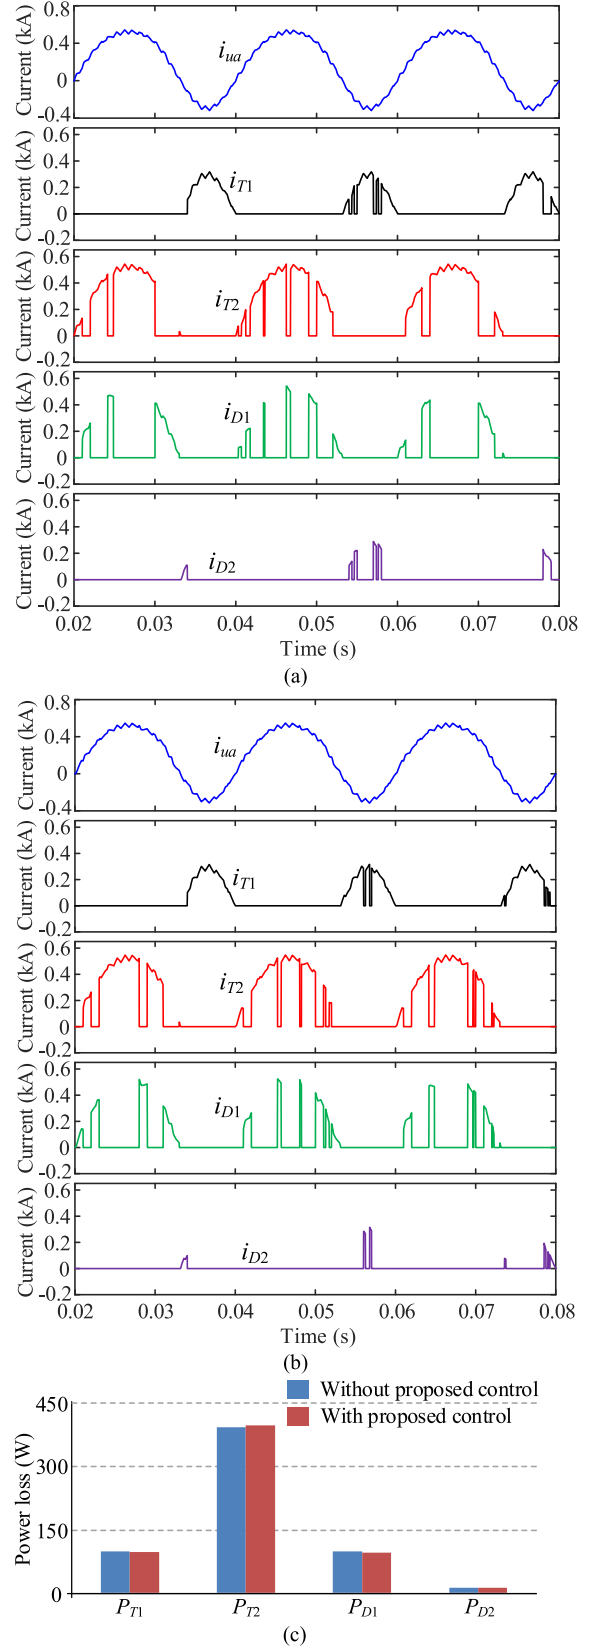 0.8
0.4
0
-0.4
Current (kA)
i_ua
0.6
0.4
0.2
0
-0.2
Current (kA)
i_T1
0.6
0.4
0.2
0
-0.2
Current (kA)
i_T2
0.6
0.4
0.2
0
-0.2
Current (kA)
i_D1
0.6
0.4
0.2
0
-0.2
Current (kA)
i_D2
0.02 0.03 0.04 0.05 0.06 0.07 0.08
Time (s)
(a)
0.8
0.4
0
-0.4
Current (kA)
i_ua
0.6
0.4
0.2
0
-0.2
Current (kA)
i_T1
0.6
0.4
0.2
0
-0.2
Current (kA)
i_T2
0.6
0.4
0.2
0
-0.2
Current (kA)
i_D1
0.6
0.4
0.2
0
-0.2
Current (kA)
i_D2
0.02 0.03 0.04 0.05 0.06 0.07 0.08
Time (s)
(b)
Without proposed control
With proposed control
450
300
150
0
Power loss (W)
P_T1 P_T2 P_D1 P_D2
(c)